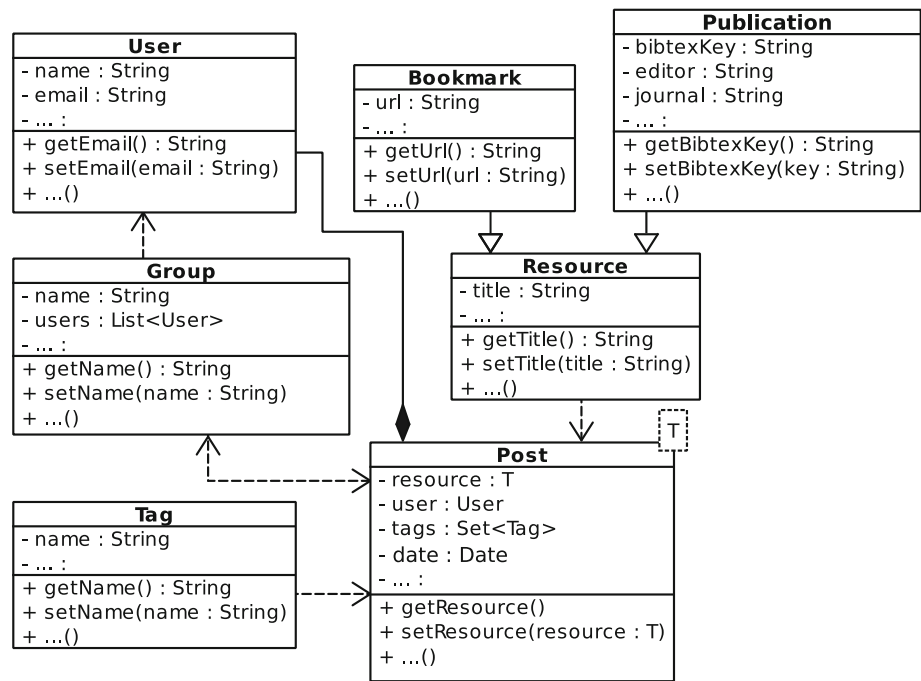 User
- name : String
- email : String
- ... :
+ getEmail() : String
+ setEmail(email : String)
+ ...()
Bookmark
- url : String
- ... :
+ getUrl() : String
+ setUrl(url : String)
+ ...()
Publication
- bibtexKey : String
- editor : String
- journal : String
- ... :
+ getBibtexKey() : String
+ setBibtexKey(key : String)
+ ...()
Group
- name : String
- users : List<User>
- ... :
+ getName() : String
+ setName(name : String)
+ ...()
Resource
- title : String
- ... :
+ getTitle() : String
+ setTitle(title : String)
+ ...()
Tag
- name : String
- ... :
+ getName() : String
+ setName(name : String)
+ ...()
T
Post
- resource : T
- user : User
- tags : Set<Tag>
- date : Date
- ... :
+ getResource()
+ setResource(resource : T)
+ ...()